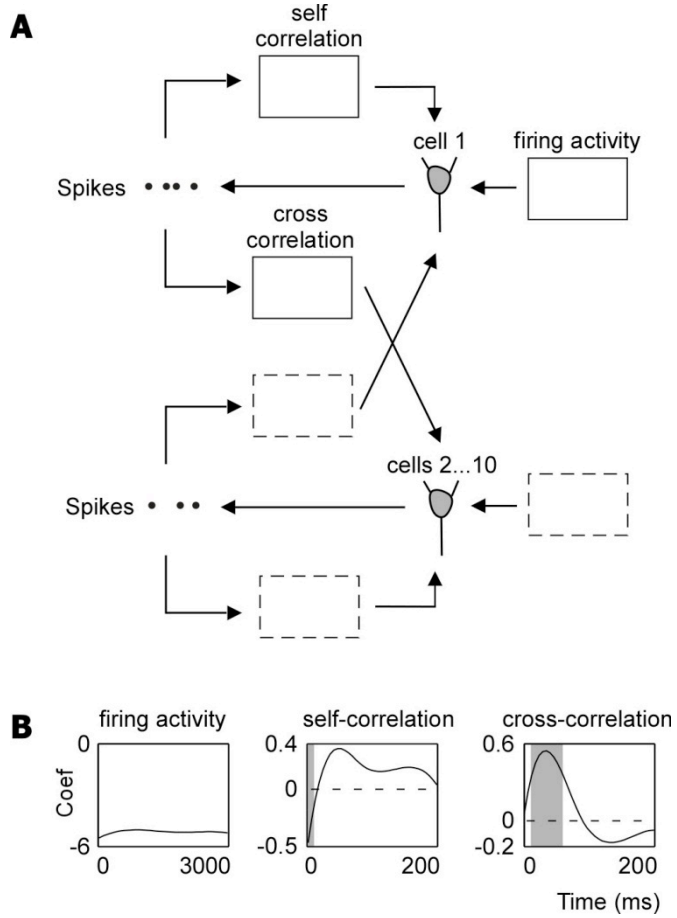 A
self
correlation
cell 1
firing activity
Spikes
cross
correlation
cells 2...10
Spikes
B
firing activity
self-correlation
cross-correlation
Coef
0
-6
0
3000
0.4
0
-0.5
0
200
0.6
0
-0.2
0
200
Time (ms)